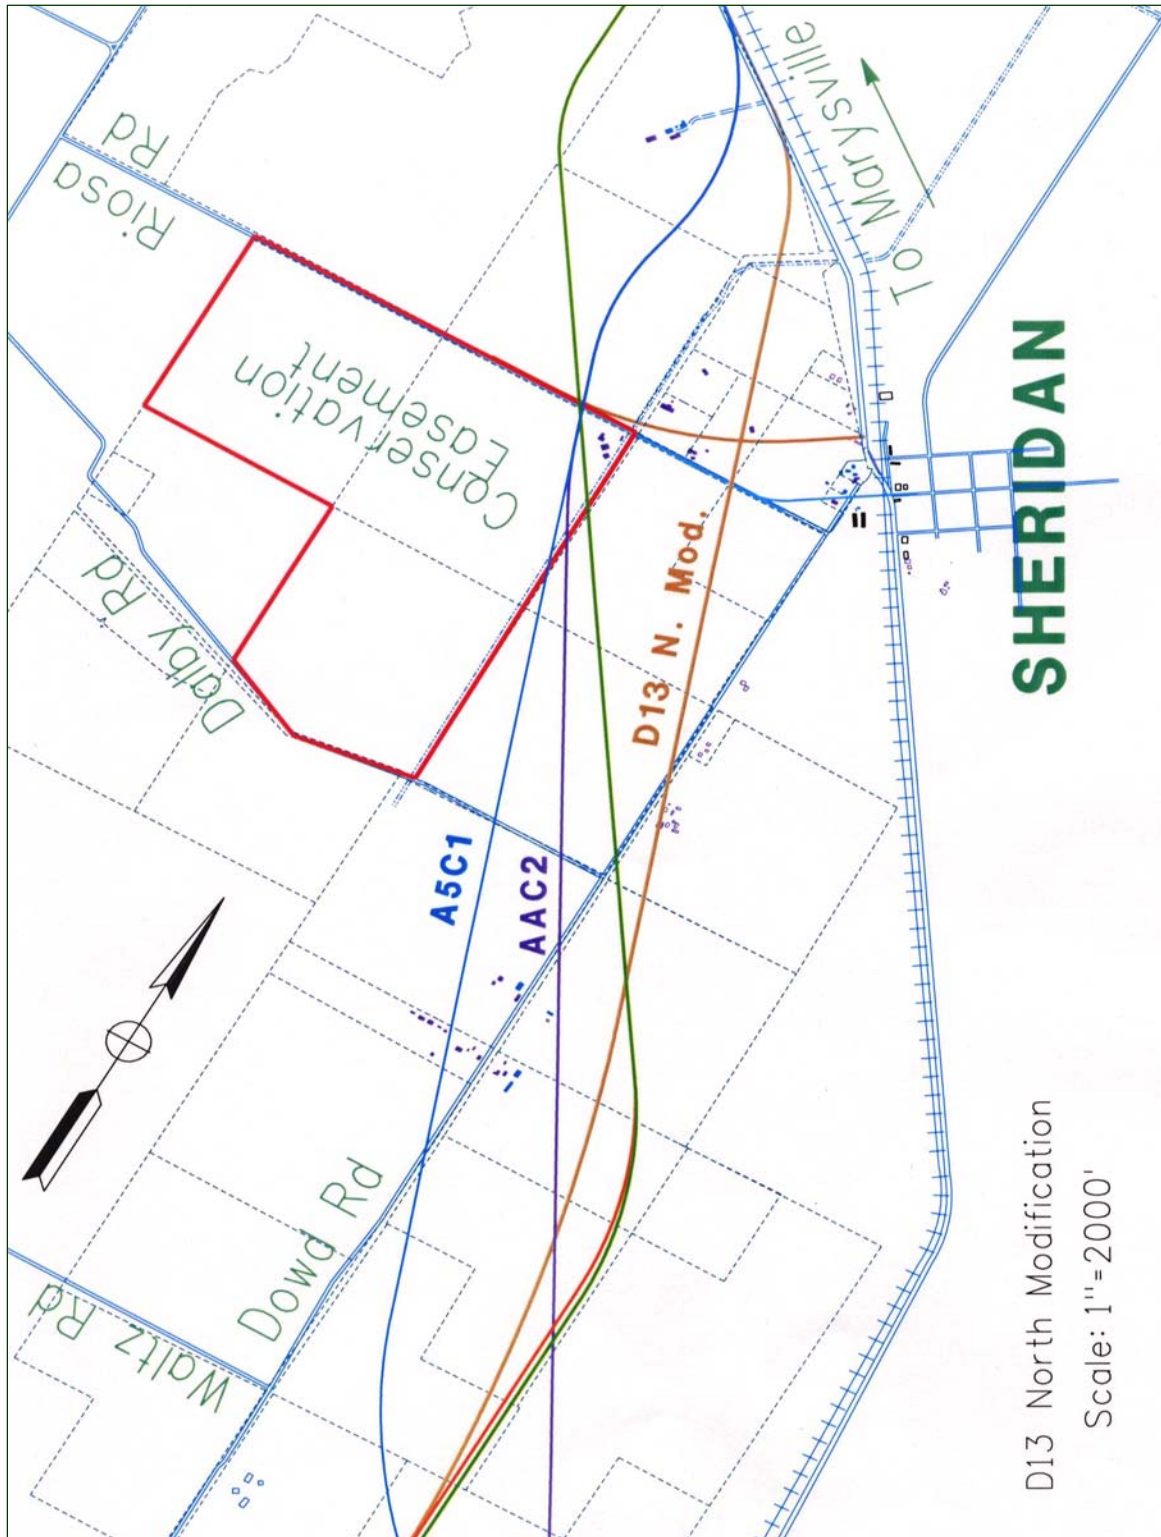 Riosa Rd
To Marysville
Conservation
Easement
Dalby Rd
SHERIDAN
D13 N. Mod.
A5C1
AAC2
Dowd Rd
Waltz Rd
D13 North Modification
Scale: 1"=2000'